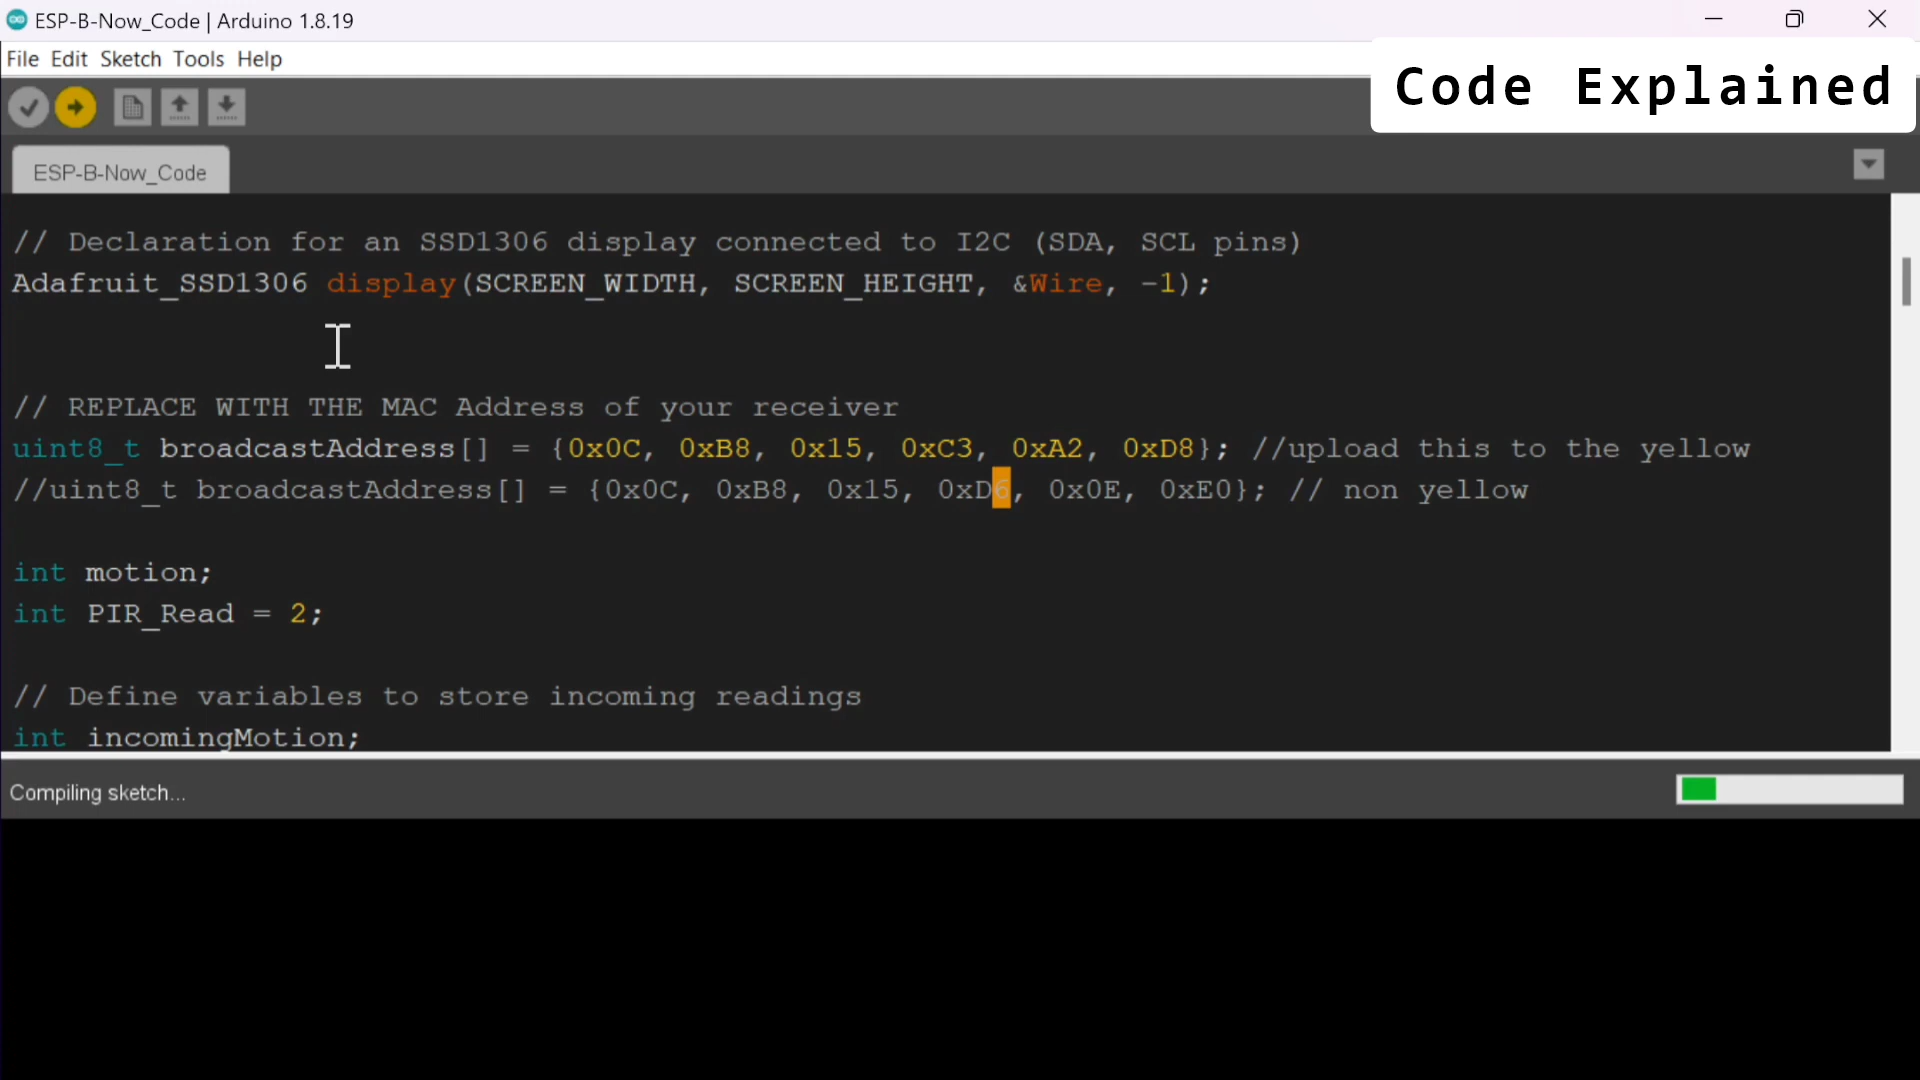 ESP-B-Now_Code | Arduino 1.8.19
File Edit Sketch Tools Help
Code Explained
ESP-B-Now_Code
// Declaration for an SSD1306 display connected to I2C (SDA, SCL pins)
Adafruit_SSD1306 display(SCREEN_WIDTH, SCREEN_HEIGHT, &Wire, -1);
// REPLACE WITH THE MAC Address of your receiver
uint8_t broadcastAddress[] = {0x0C, 0xB8, 0x15, 0xC3, 0xA2, 0xD8}; //upload this to the yellow
//uint8_t broadcastAddress[] = {0x0C, 0xB8, 0x15, 0xD6, 0x0E, 0xE0}; // non yellow
int motion;
int PIR_Read = 2;
// Define variables to store incoming readings
int incomingMotion;
Compiling sketch...